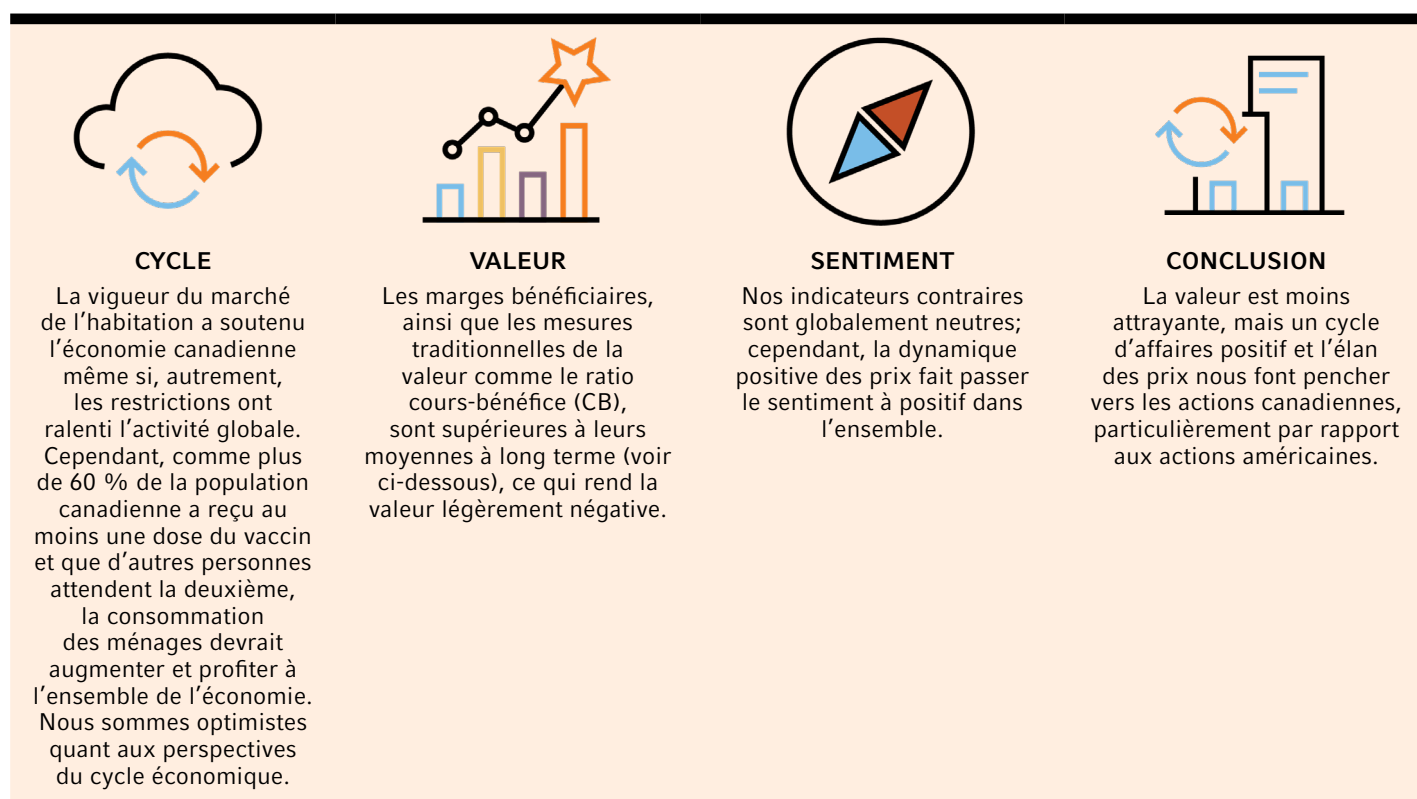 CYCLE
La vigueur du marché
de l’habitation a soutenu
l’économie canadienne
même si, autrement,
les restrictions ont
ralenti l’activité globale.
Cependant, comme plus
de 60 % de la population
canadienne a reçu au
moins une dose du vaccin
et que d’autres personnes
attendent la deuxième,
la consommation
des ménages devrait
augmenter et profiter à
l’ensemble de l’économie.
Nous sommes optimistes
quant aux perspectives
du cycle économique.
VALEUR
Les marges bénéficiaires,
ainsi que les mesures
traditionnelles de la
valeur comme le ratio
cours-bénéfice (CB),
sont supérieures à leurs
moyennes à long terme (voir
ci-dessous), ce qui rend la
valeur légèrement négative.
SENTIMENT
Nos indicateurs contraires
sont globalement neutres;
cependant, la dynamique
positive des prix fait passer
le sentiment à positif dans
l’ensemble.
CONCLUSION
La valeur est moins
attrayante, mais un cycle
d’affaires positif et l’élan
des prix nous font pencher
vers les actions canadiennes,
particulièrement par rapport
aux actions américaines.